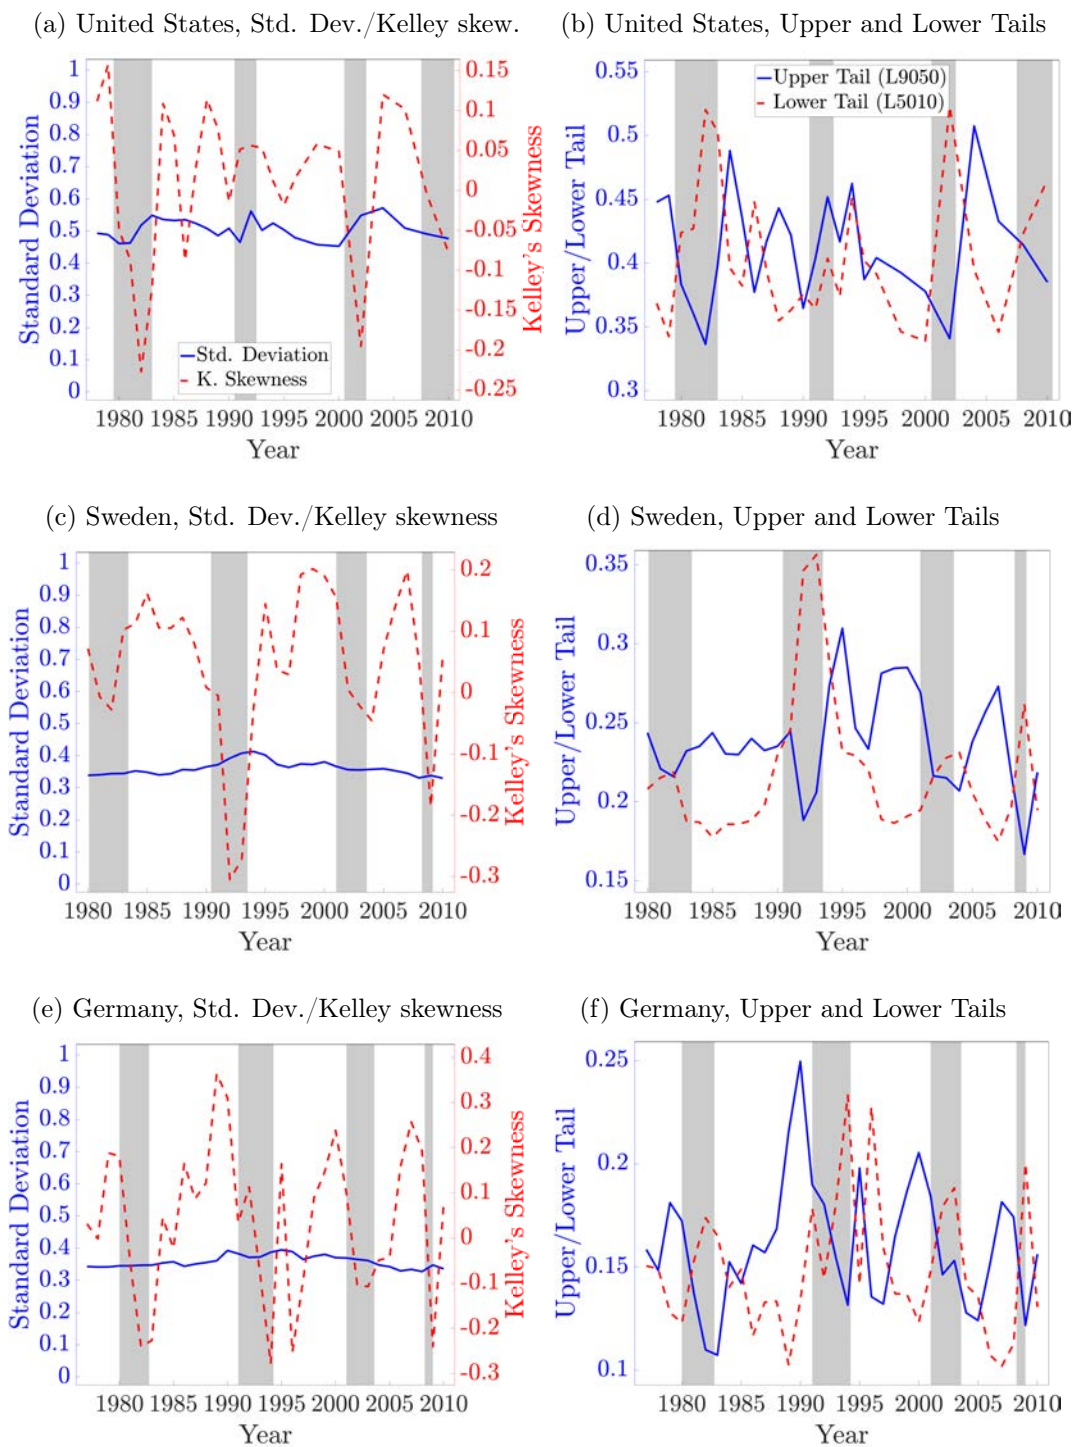 (a) United States, Std. Dev./Kelley skew.
(b) United States, Upper and Lower Tails
Standard Deviation
1
0.9
0.8
0.7
0.6
0.5
0.4
0.3
0.2
0.1
0
Std. Deviation
K. Skewness
0.15
0.1
0.05
0
-0.05
-0.1
-0.15
-0.2
-0.25
Kelley's Skewness
1980 1985 1990 1995 2000 2005 2010
Year
Upper/Lower Tail
0.55
0.5
0.45
0.4
0.35
0.3
Upper Tail (L9050)
Lower Tail (L5010)
1980 1985 1990 1995 2000 2005 2010
Year
(c) Sweden, Std. Dev./Kelley skewness
(d) Sweden, Upper and Lower Tails
Standard Deviation
1
0.9
0.8
0.7
0.6
0.5
0.4
0.3
0.2
0.1
0
0.2
0.1
0
-0.1
-0.2
-0.3
Kelley's Skewness
1980 1985 1990 1995 2000 2005 2010
Year
Upper/Lower Tail
0.35
0.3
0.25
0.2
0.15
1980 1985 1990 1995 2000 2005 2010
Year
(e) Germany, Std. Dev./Kelley skewness
(f) Germany, Upper and Lower Tails
Standard Deviation
1
0.9
0.8
0.7
0.6
0.5
0.4
0.3
0.2
0.1
0
0.4
0.3
0.2
0.1
0
-0.1
-0.2
-0.3
Kelley's Skewness
1980 1985 1990 1995 2000 2005 2010
Year
Upper/Lower Tail
0.25
0.2
0.15
0.1
1980 1985 1990 1995 2000 2005 2010
Year